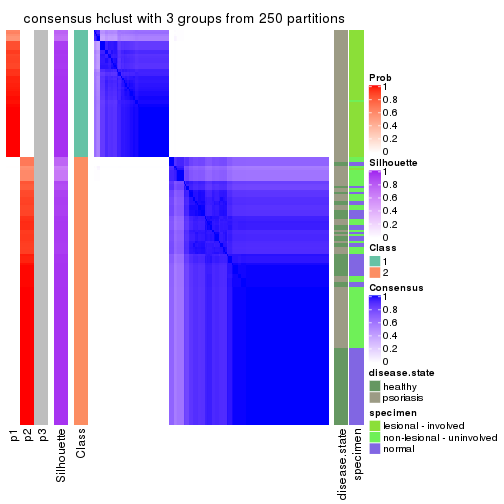 consensus hclust with 3 groups from 250 partitions
Prob
1
0.8
0.6
0.4
0.2
0
Silhouette
1
0.8
0.6
0.4
0.2
0
Class
1
2
Consensus
1
0.8
0.6
0.4
0.2
0
disease.state
healthy
psoriasis
specimen
lesional - involved
non-lesional - uninvolved
normal
p1
p2
p3
Silhouette
Class
disease.state
specimen